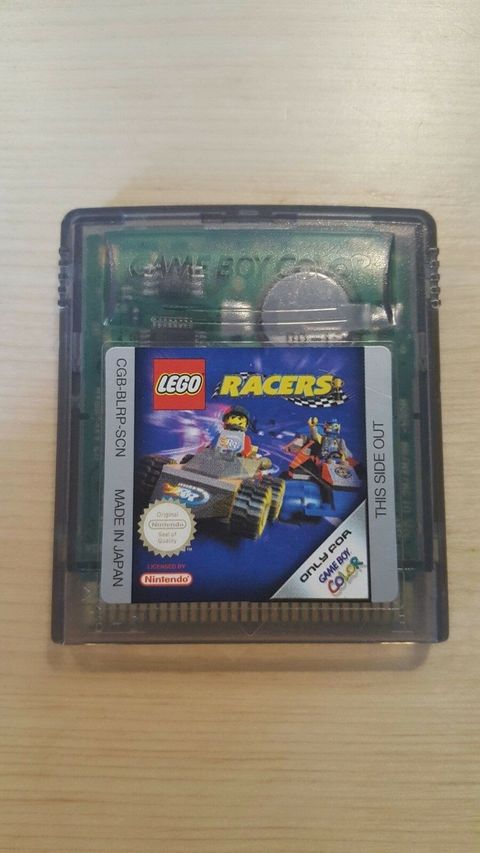 GAME BOY COLOR
LEGO RACERS
CGB-BLRP-SCN MADE IN JAPAN
THIS SIDE OUT
Original
Nintendo
Seal of
Quality
TM
LICENSED BY
Nintendo
ONLY FOR
GAME BOY
COLOR